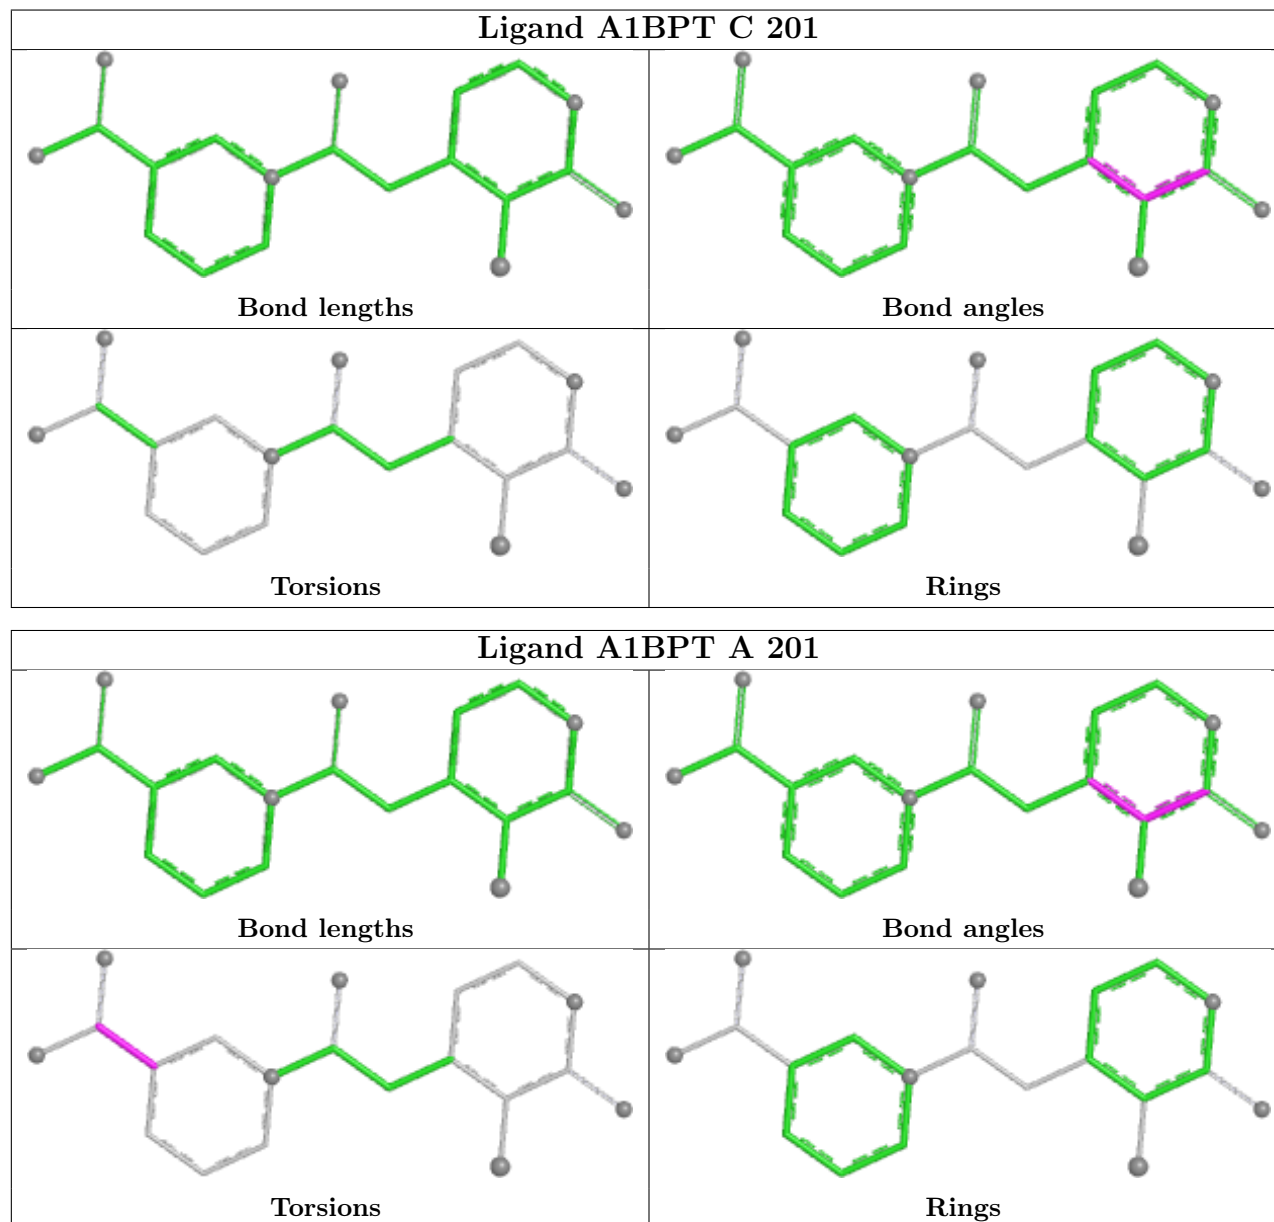 Ligand A1BPT C 201
Bond lengths
Bond angles
Torsions
Rings
Ligand A1BPT A 201
Bond lengths
Bond angles
Torsions
Rings